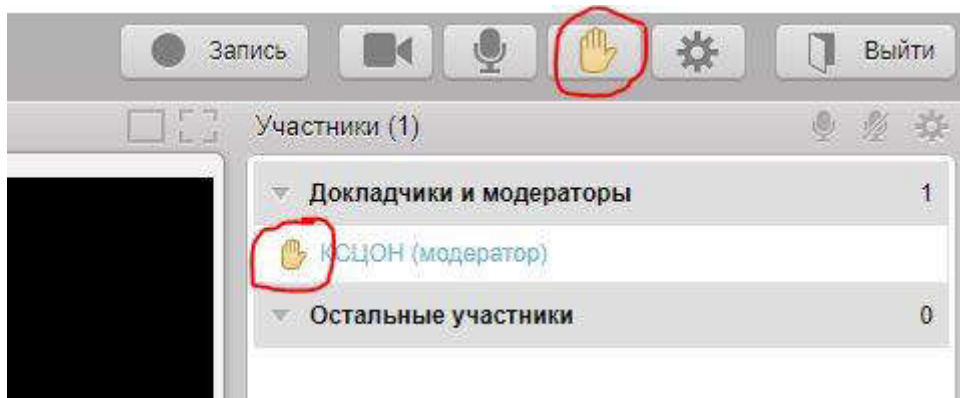 Запись
Выйти
Участники (1)
Докладчики и модераторы 1
КСЦОН (модератор)
Остальные участники 0